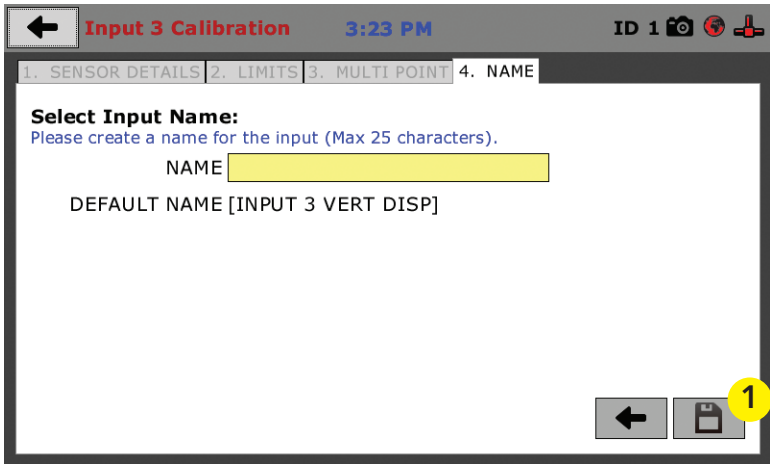 Input 3 Calibration 3:23 PM ID 1
1. SENSOR DETAILS 2. LIMITS 3. MULTI POINT 4. NAME
Select Input Name:
Please create a name for the input (Max 25 characters).
NAME
DEFAULT NAME [INPUT 3 VERT DISP]
1